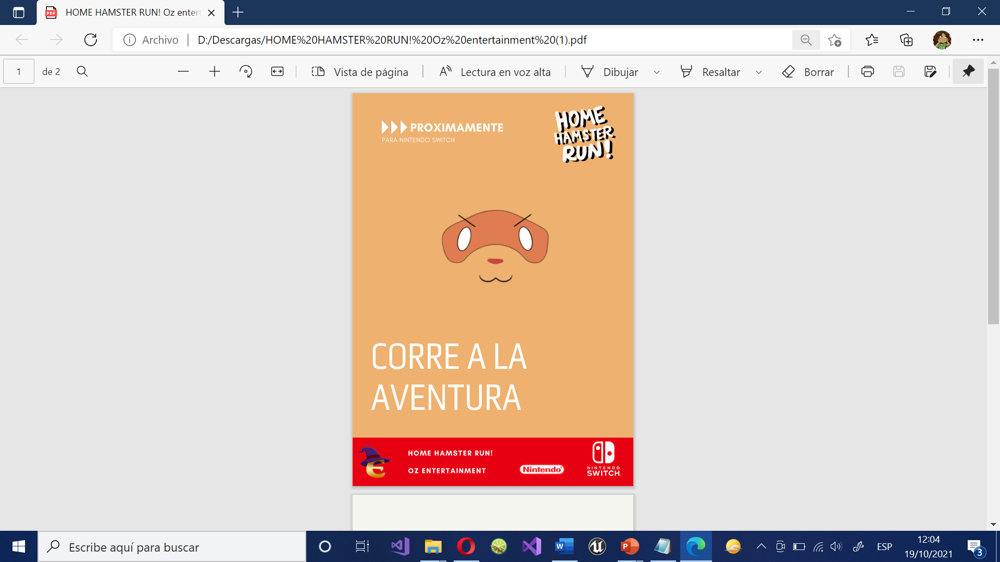 HOME HAMSTER RUN! Oz entert
Archivo
D:/Descargas/HOME%20HAMSTER%20RUN!%20Oz%20entertainment%20(1).pdf
1
de 2
Vista de página
Lectura en voz alta
Dibujar
Resaltar
Borrar
PROXIMAMENTE
PARA NINTENDO SWITCH
HOME
HAMSTER
RUN!
CORRE A LA
AVENTURA
HOME HAMSTER RUN!
OZ ENTERTAINMENT
Nintendo
NINTENDO
SWITCH
Escribe aquí para buscar
ESP
12:04
19/10/2021
3